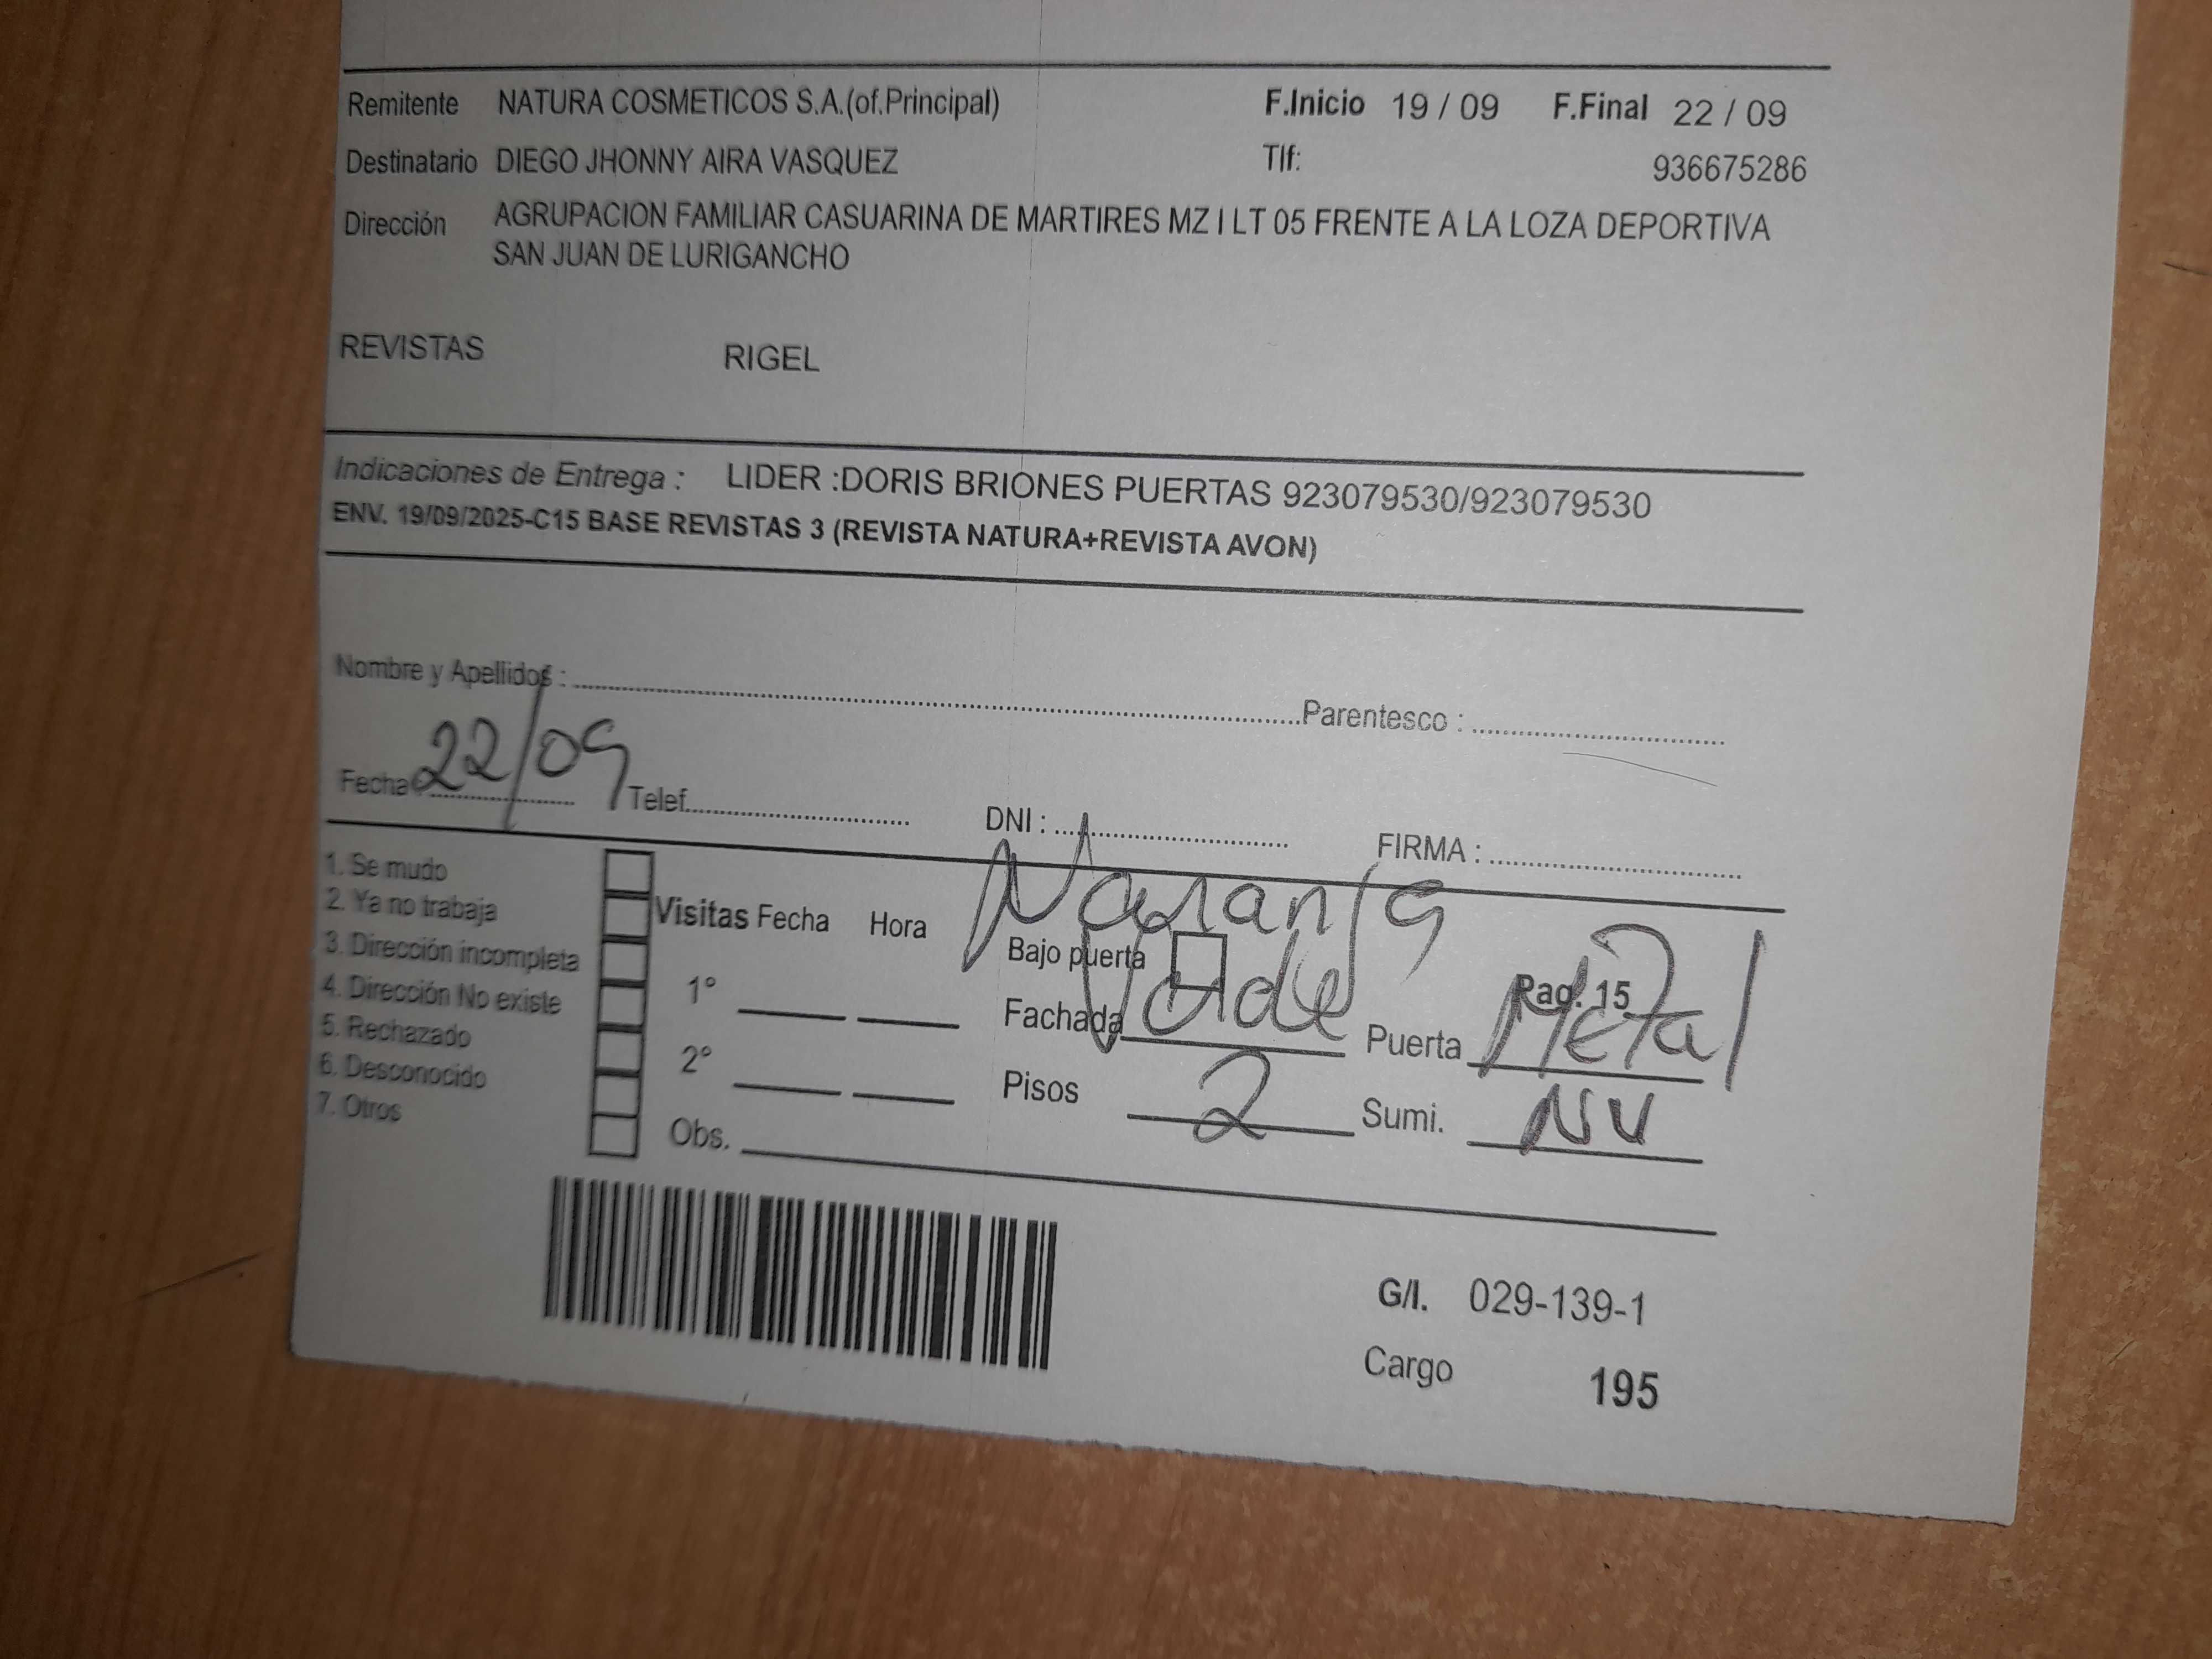 Remitente NATURA COSMETICOS S.A.(of.Principal) F.Inicio 19 / 09 F.Final 22 / 09
Destinatario DIEGO JHONNY AIRA VASQUEZ Tlf: 936675286
Dirección AGRUPACION FAMILIAR CASUARINA DE MARTIRES MZ I LT 05 FRENTE A LA LOZA DEPORTIVA
SAN JUAN DE LURIGANCHO
REVISTAS RIGEL
Indicaciones de Entrega : LIDER :DORIS BRIONES PUERTAS 923079530/923079530
ENV. 19/09/2025-C15 BASE REVISTAS 3 (REVISTA NATURA+REVISTA AVON)
Nombre y Apellidos : Parentesco :
Fecha : 22/09 Telef. DNI : FIRMA :
1. Se mudo
2. Ya no trabaja
3. Dirección incompleta
4. Dirección No existe
5. Rechazado
6. Desconocido
7. Otros
Visitas Fecha Hora
1°
2°
Obs.
Naranja
Bajo puerta Pag. 15
Fachada Verde Puerta Metal
Pisos 2 Sumi. NV
G/I. 029-139-1
Cargo 195